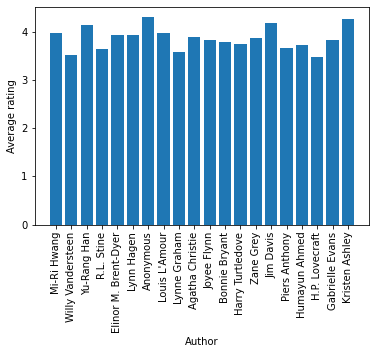 Average rating
4
3
2
1
0
Mi-Ri Hwang
Willy Vandersteen
Yu-Rang Han
R.L. Stine
Elinor M. Brent-Dyer
Lynn Hagen
Anonymous
Louis L'Amour
Lynne Graham
Agatha Christie
Joyee Flynn
Bonnie Bryant
Harry Turtledove
Zane Grey
Jim Davis
Piers Anthony
Humayun Ahmed
H.P. Lovecraft
Gabrielle Evans
Kristen Ashley
Author